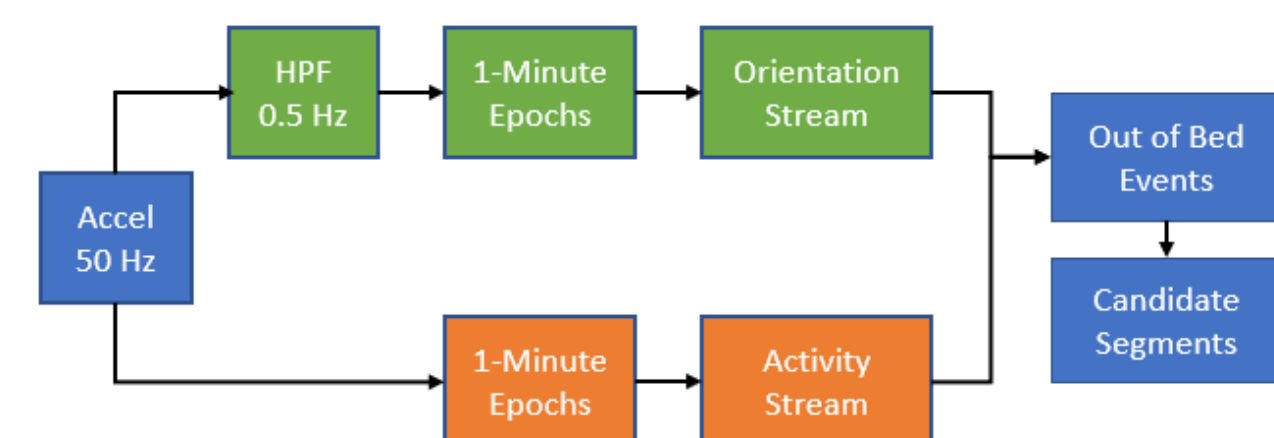 HPF
0.5 Hz
1-Minute
Epochs
Orientation
Stream
Accel
50 Hz
Out of Bed
Events
Candidate
Segments
1-Minute
Epochs
Activity
Stream